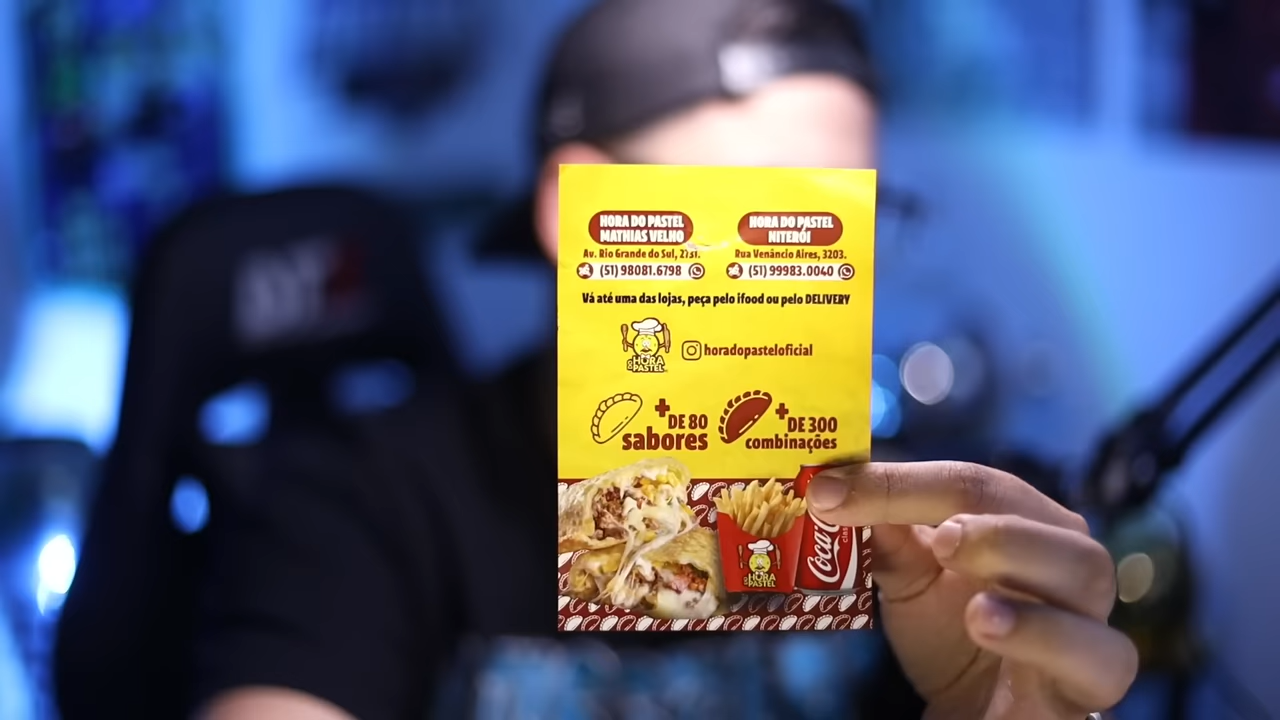 HORA DO PASTEL
MATHIAS VELHO
Av. Rio Grande do Sul, 2131.
(51) 98081.6798
HORA DO PASTEL
NITERÓI
Rua Venâncio Aires, 3203.
(51) 99983.0040
Vá até uma das lojas, peça pelo ifood ou pelo DELIVERY
HORA
DO PASTEL
horadopasteloficial
+ DE 80
sabores
+ DE 300
combinações
HORA
DO PASTEL
Coca